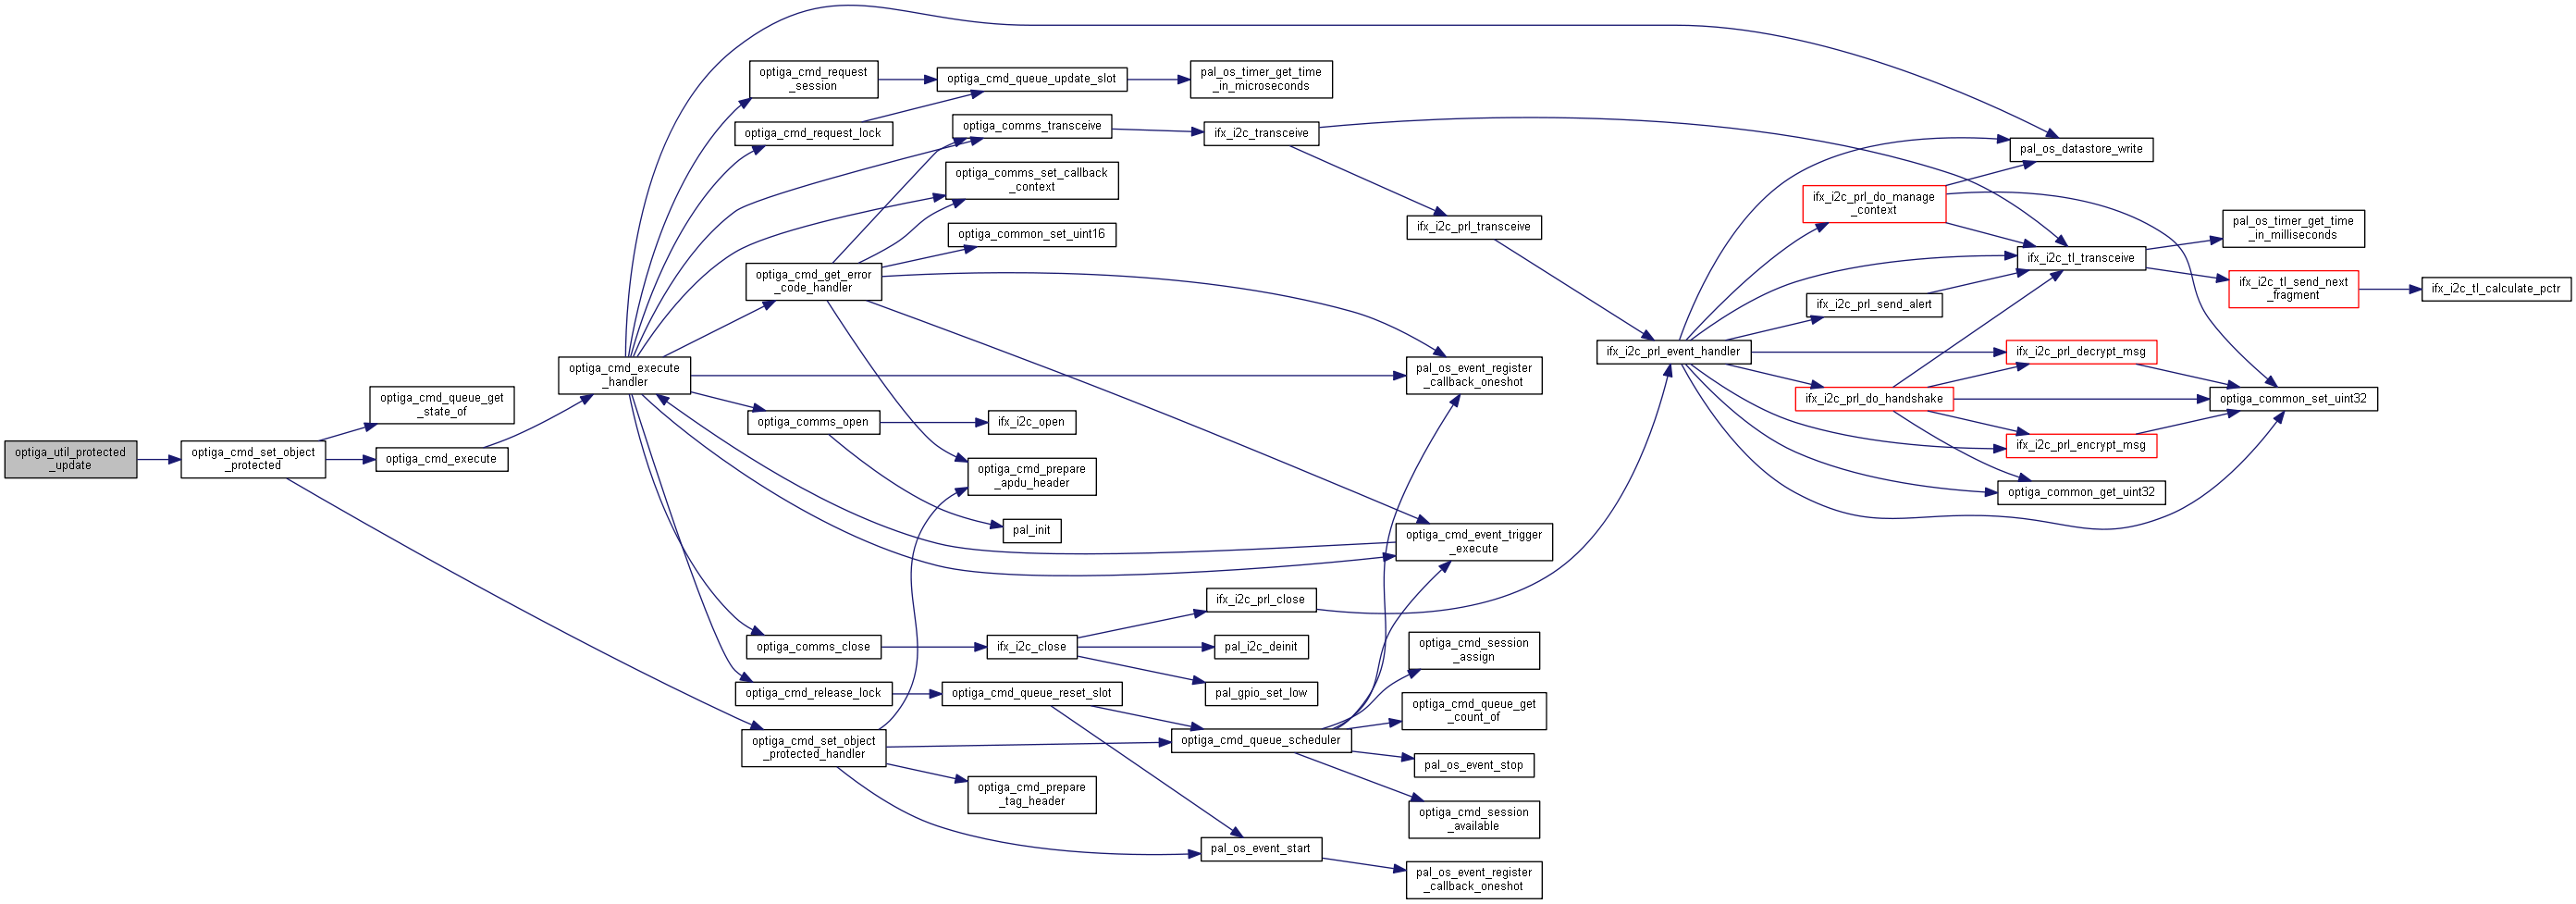 optiga_util_protected
_update
optiga_cmd_set_object
_protected
optiga_cmd_queue_get
_state_of
optiga_cmd_execute
optiga_cmd_execute
_handler
optiga_cmd_request
_session
optiga_cmd_request_lock
optiga_cmd_get_error
_code_handler
optiga_comms_open
optiga_comms_close
optiga_cmd_release_lock
optiga_cmd_set_object
_protected_handler
optiga_cmd_queue_update_slot
optiga_comms_transceive
optiga_comms_set_callback
_context
optiga_common_set_uint16
ifx_i2c_open
optiga_cmd_prepare
_apdu_header
pal_init
ifx_i2c_close
optiga_cmd_queue_reset_slot
optiga_cmd_prepare
_tag_header
pal_os_timer_get_time
_in_microseconds
ifx_i2c_transceive
ifx_i2c_prl_close
pal_i2c_deinit
pal_gpio_set_low
optiga_cmd_queue_scheduler
pal_os_event_start
ifx_i2c_prl_transceive
pal_os_event_register
_callback_oneshot
optiga_cmd_event_trigger
_execute
optiga_cmd_session
_assign
optiga_cmd_queue_get
_count_of
pal_os_event_stop
optiga_cmd_session
_available
pal_os_event_register
_callback_oneshot
ifx_i2c_prl_event_handler
ifx_i2c_prl_do_manage
_context
ifx_i2c_prl_send_alert
ifx_i2c_prl_do_handshake
pal_os_datastore_write
ifx_i2c_tl_transceive
ifx_i2c_prl_decrypt_msg
ifx_i2c_prl_encrypt_msg
optiga_common_get_uint32
pal_os_timer_get_time
_in_milliseconds
ifx_i2c_tl_send_next
_fragment
optiga_common_set_uint32
ifx_i2c_tl_calculate_pctr